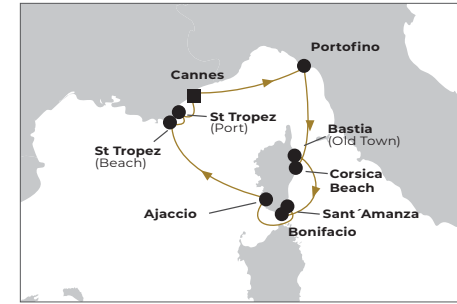 Portofino
Cannes
St Tropez
(Port)
St Tropez
(Beach)
Bastia
(Old Town)
Corsica
Beach
Ajaccio
Sant´Amanza
Bonifacio